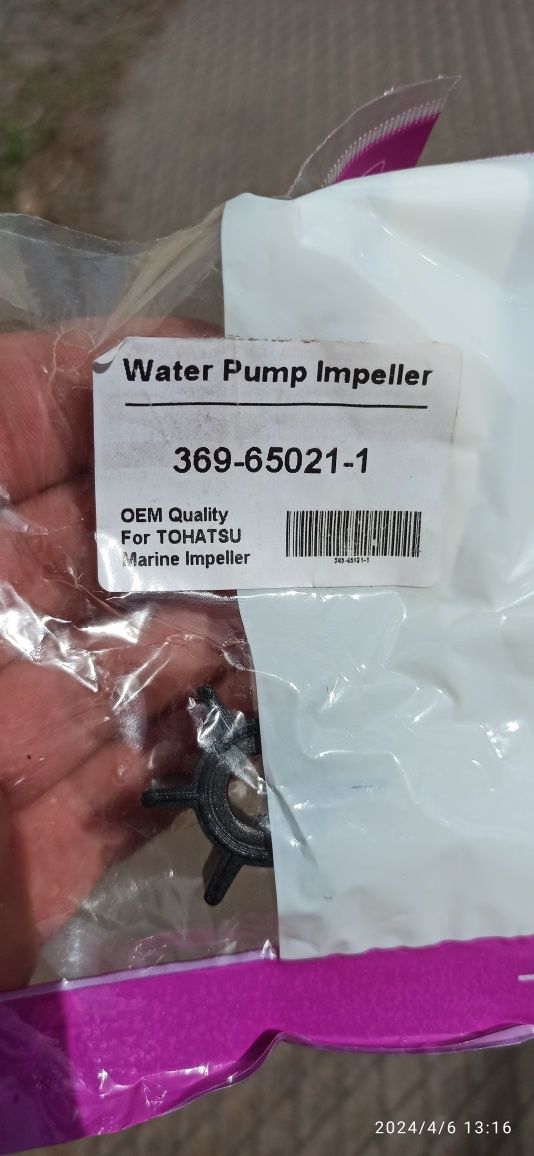 Water Pump Impeller
369-65021-1
OEM Quality
For TOHATSU
Marine Impeller
369-65021-1
2024/4/6 13:16